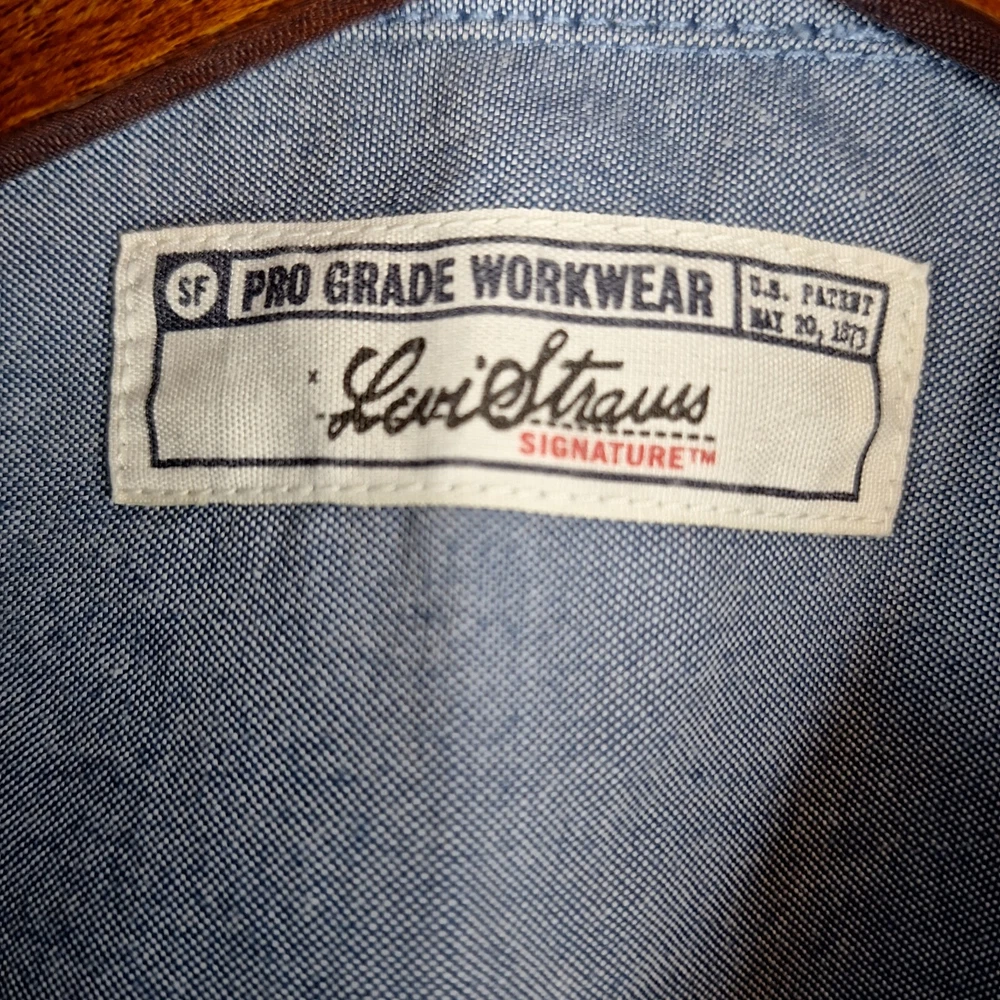 SF
PRO GRADE WORKWEAR
U.S. PATENT
MAY 20, 1873
Levi Strauss
SIGNATURE™